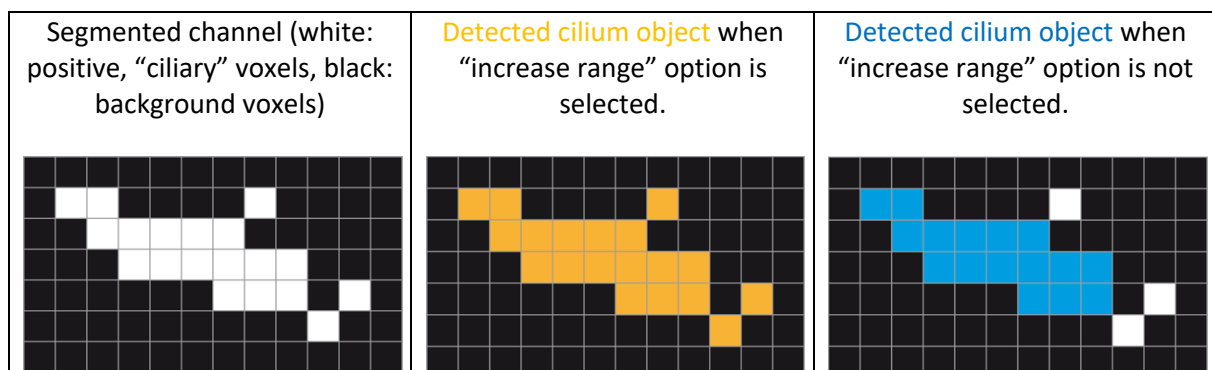 Segmented channel (white:
positive, “ciliary” voxels, black:
background voxels)
Detected cilium object when
“increase range” option is
selected.
Detected cilium object when
“increase range” option is not
selected.